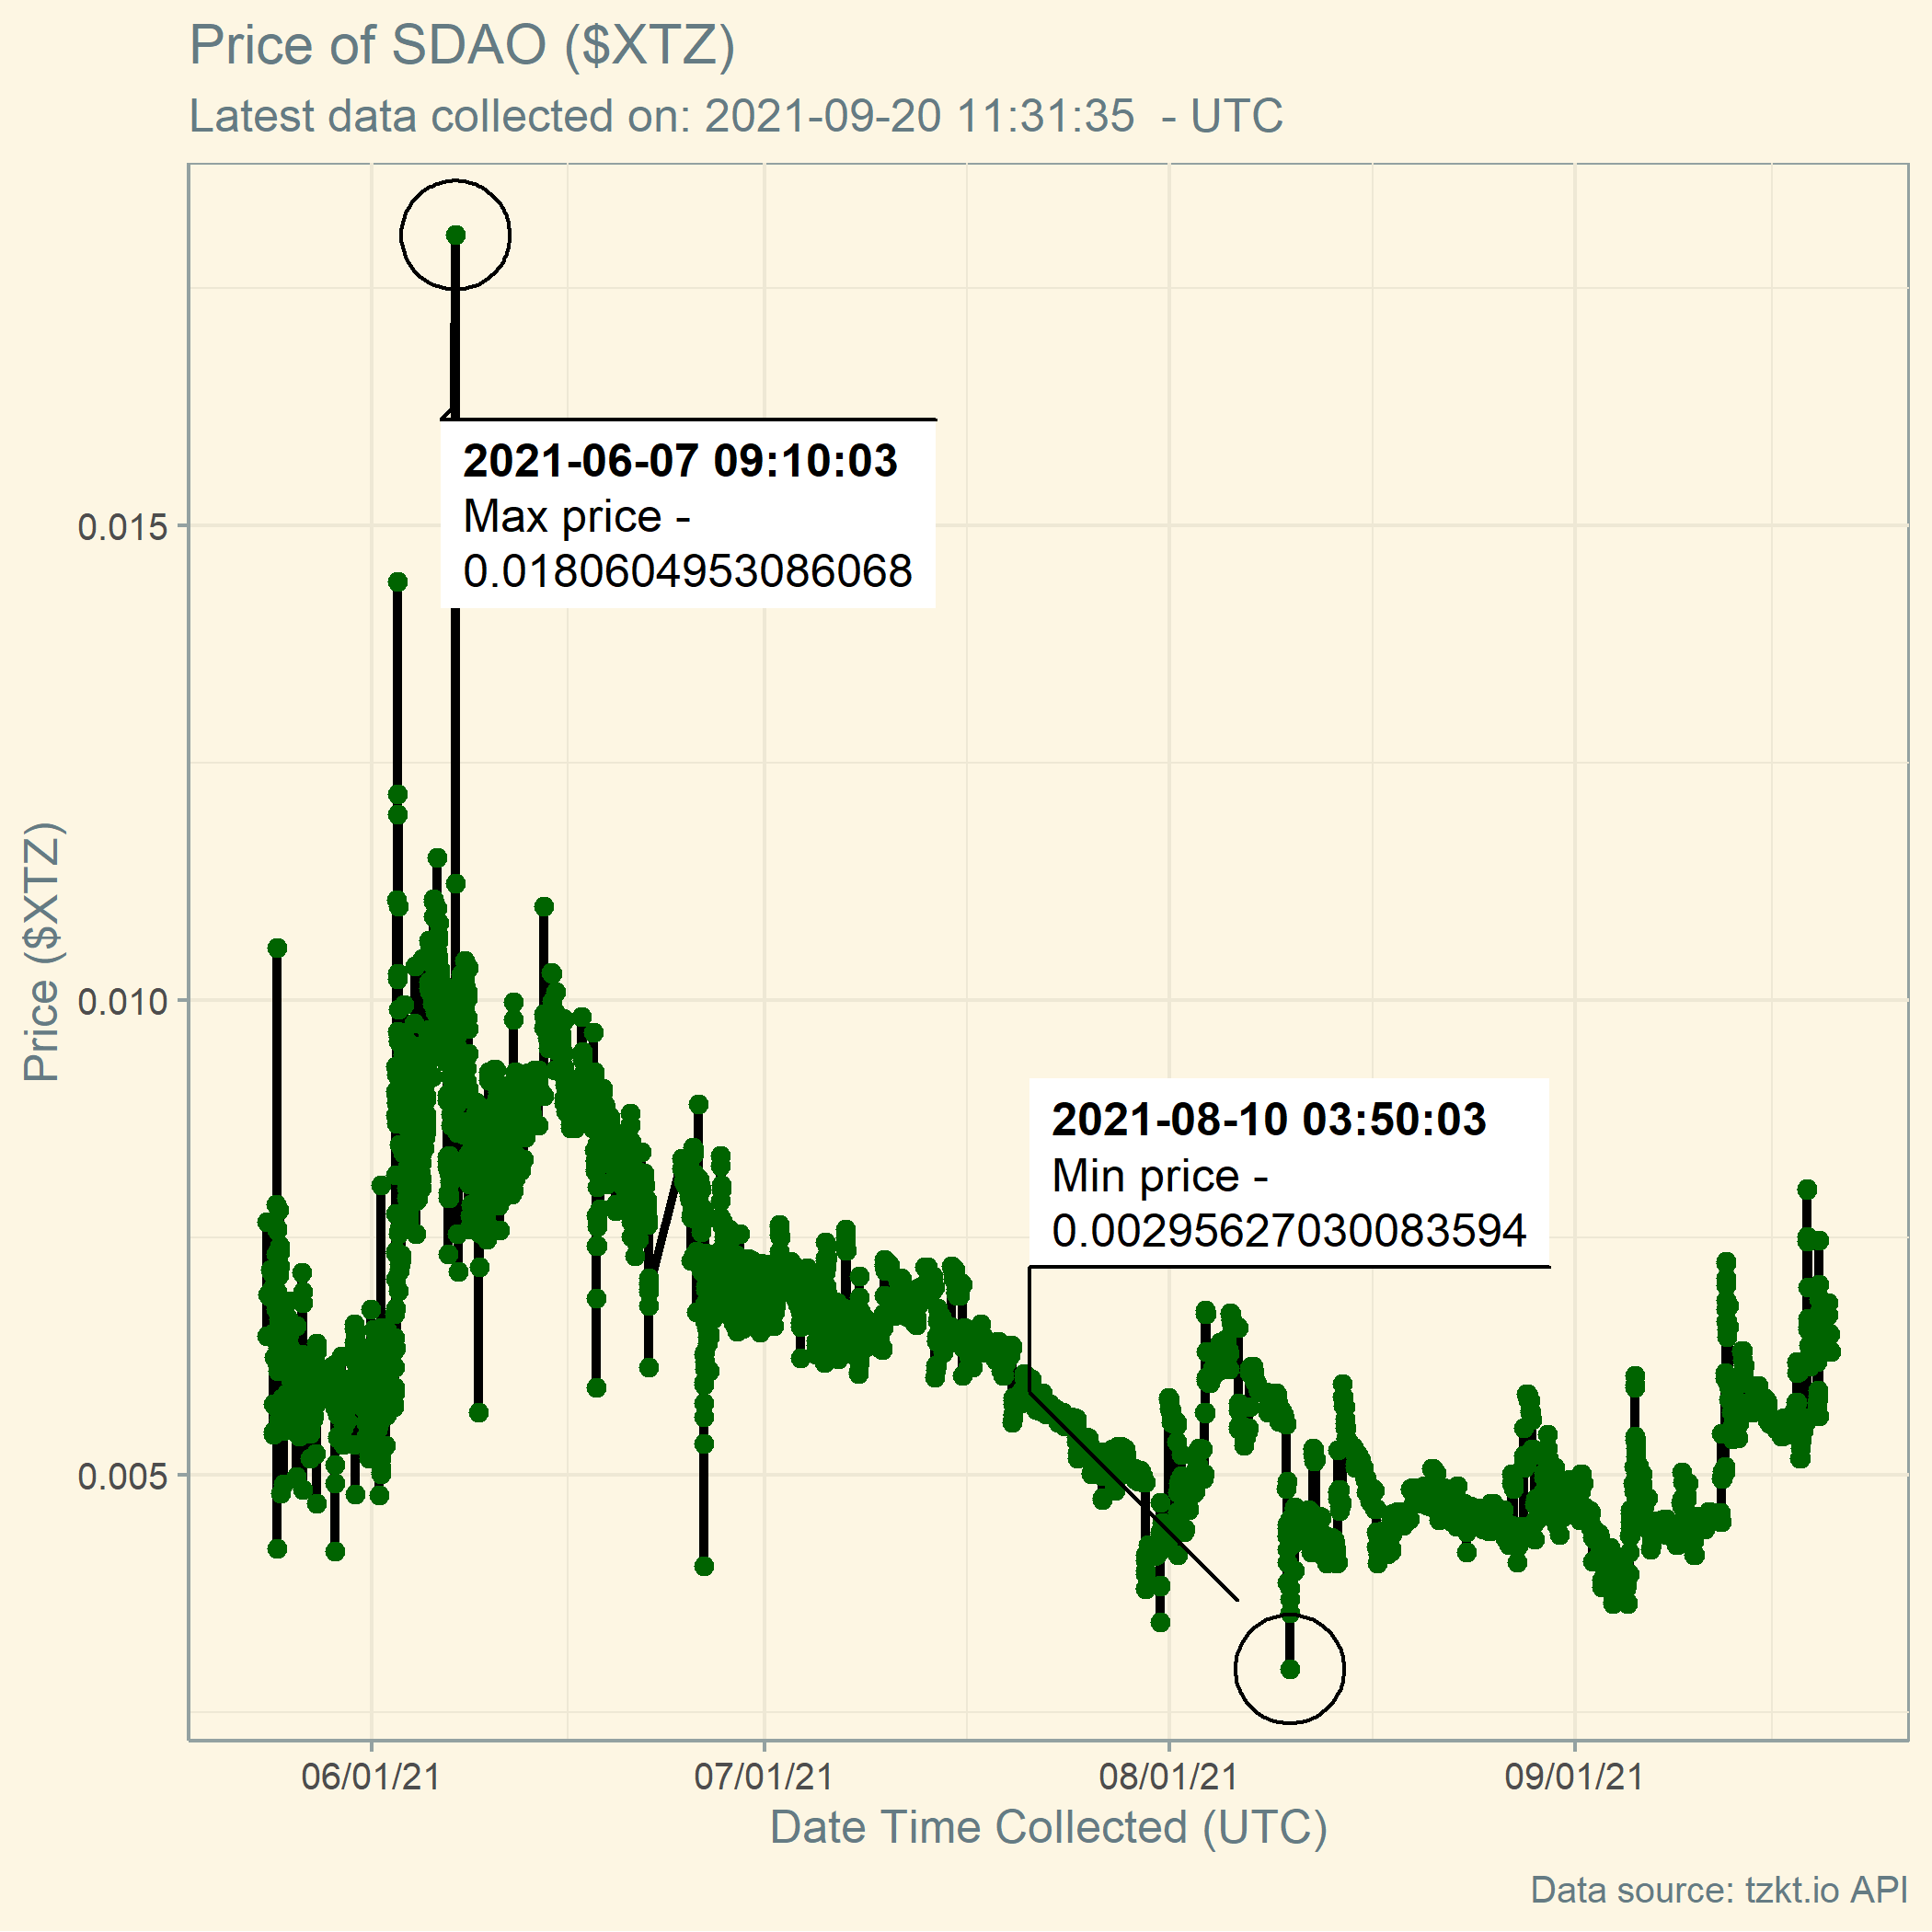 Price of SDAO ($XTZ)
Latest data collected on: 2021-09-20 11:31:35  - UTC
2021-06-07 09:10:03
Max price -
0.0180604953086068
0.015
0.010
0.005
Price ($XTZ)
2021-08-10 03:50:03
Min price -
0.00295627030083594
06/01/21
07/01/21
08/01/21
09/01/21
Date Time Collected (UTC)
Data source: tzkt.io API